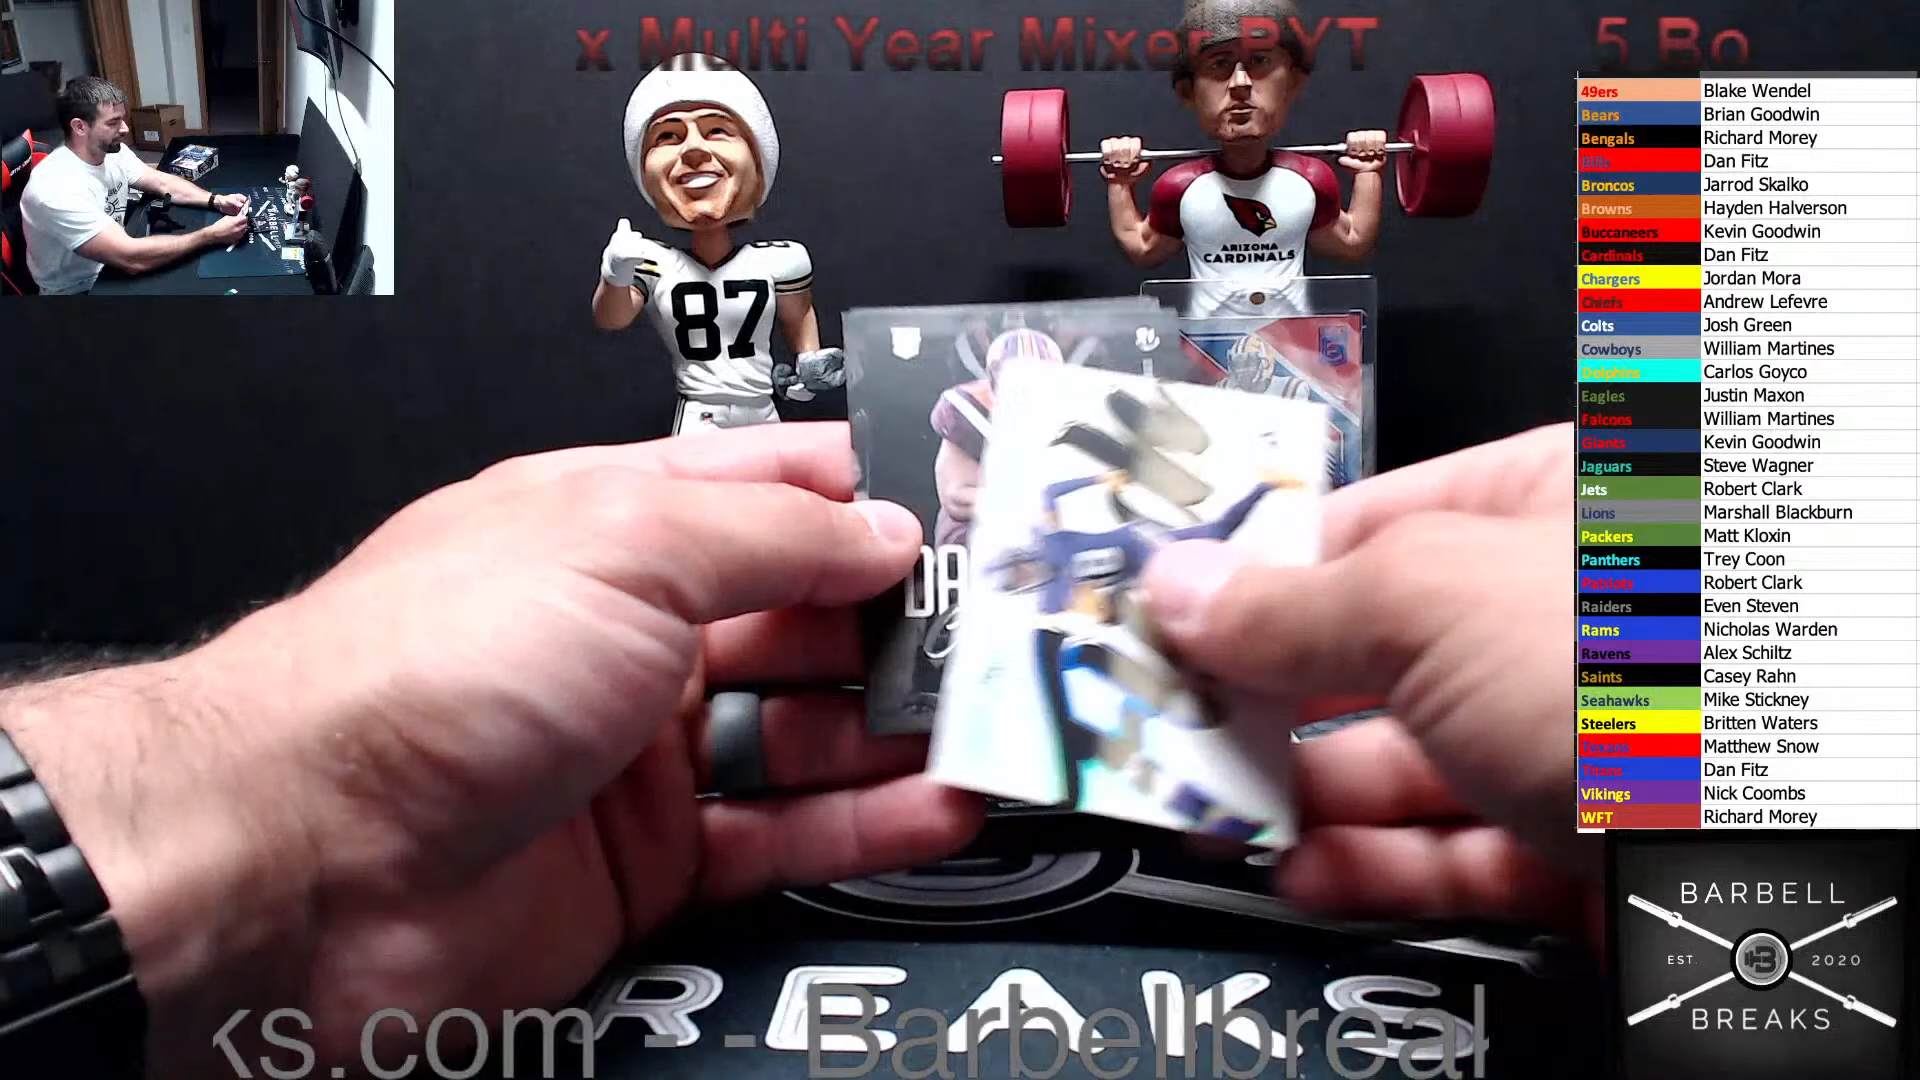 x Multi Year Mixer PYT 5 Bo
49ers Blake Wendel
Bears Brian Goodwin
Bengals Richard Morey
Bills Dan Fitz
Broncos Jarrod Skalko
Browns Hayden Halverson
Buccaneers Kevin Goodwin
Cardinals Dan Fitz
Chargers Jordan Mora
Chiefs Andrew Lefevre
Colts Josh Green
Cowboys William Martines
Dolphins Carlos Goyco
Eagles Justin Maxon
Falcons William Martines
Giants Kevin Goodwin
Jaguars Steve Wagner
Jets Robert Clark
Lions Marshall Blackburn
Packers Matt Kloxin
Panthers Trey Coon
Patriots Robert Clark
Raiders Even Steven
Rams Nicholas Warden
Ravens Alex Schiltz
Saints Casey Rahn
Seahawks Mike Stickney
Steelers Britten Waters
Texans Matthew Snow
Titans Dan Fitz
Vikings Nick Coombs
WFT Richard Morey
87
ARIZONA
CARDINALS
DA
BARBELL
EST. B 2020
BREAKS
REAKS
ks.com - - Barbellbreak